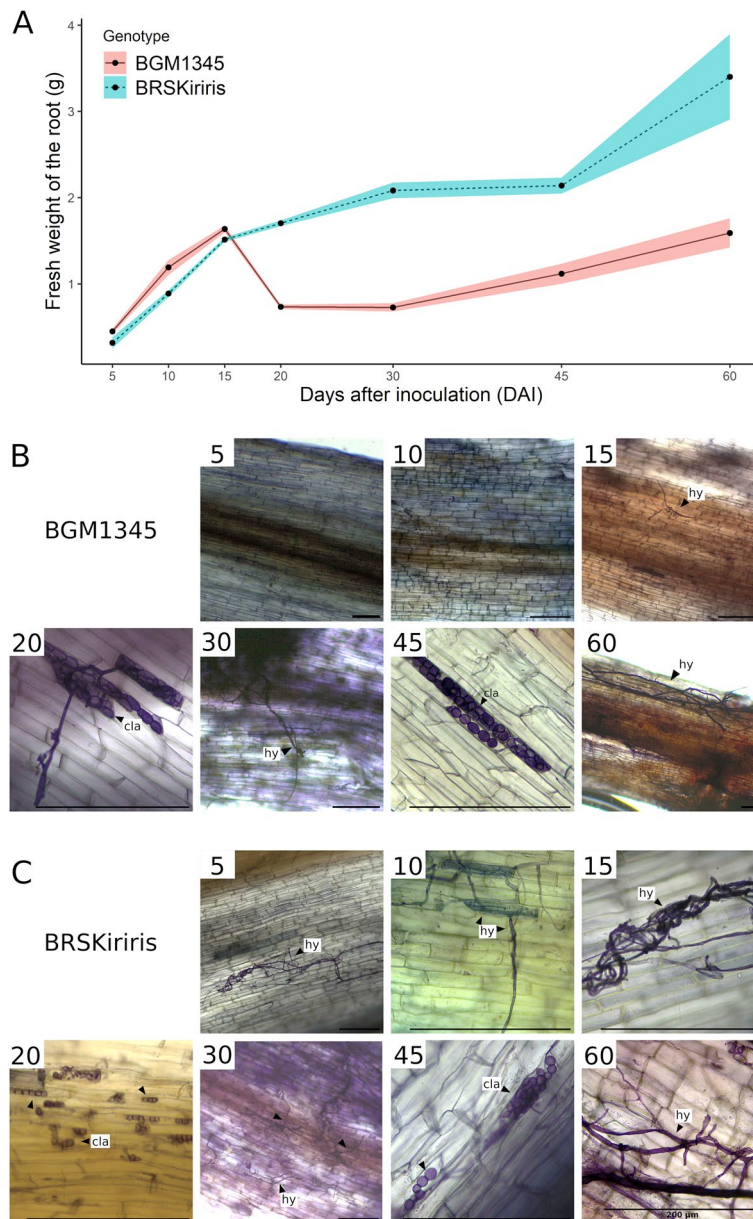 A
Genotype
BGM1345
BRSKiriris
Fresh weight of the root (g)
4
3
2
1
5 10 15 20 30 45 60
Days after inoculation (DAI)
B
BGM1345
5
10
15
hy
20
cla
30
hy
45
cla
60
hy
C
BRSKiriris
5
hy
10
hy
15
hy
20
cla
30
hy
45
cla
60
hy
200 µm